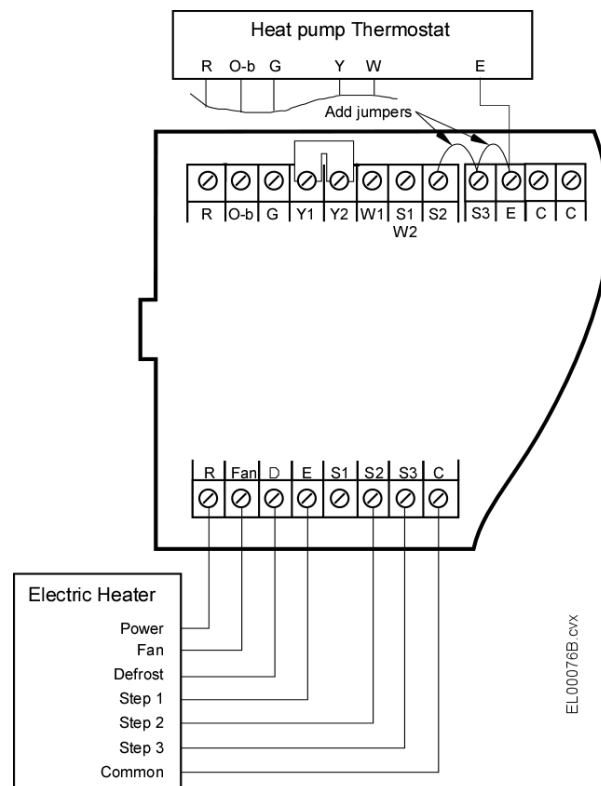 Heat pump Thermostat
R O-b G Y W E
Add jumpers
R O-b G Y1 Y2 W1 S1 S2 S3 E C C
W2
R Fan D E S1 S2 S3 C
Electric Heater
Power
Fan
Defrost
Step 1
Step 2
Step 3
Common
EL00076B.cvx